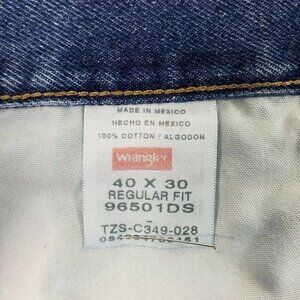 MADE IN MEXICO
HECHO EN MEXICO
100% COTTON / ALGODON
Wrangler
40 X 30
REGULAR FIT
96501DS
TZS-C349-028